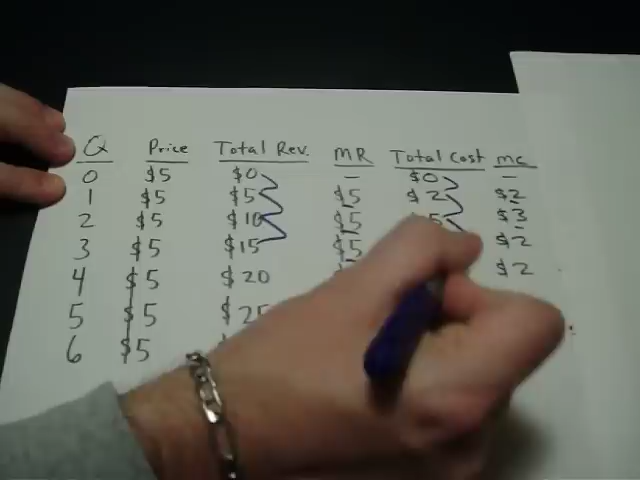 Q Price Total Rev. MR Total Cost MC
0 $5 $0 – $0 –
1 $5 $5 $5 $2 $2
2 $5 $10 $5 $5 $3
3 $5 $15 $5 $2
4 $5 $20 $2
5 $5 $25
6 $5